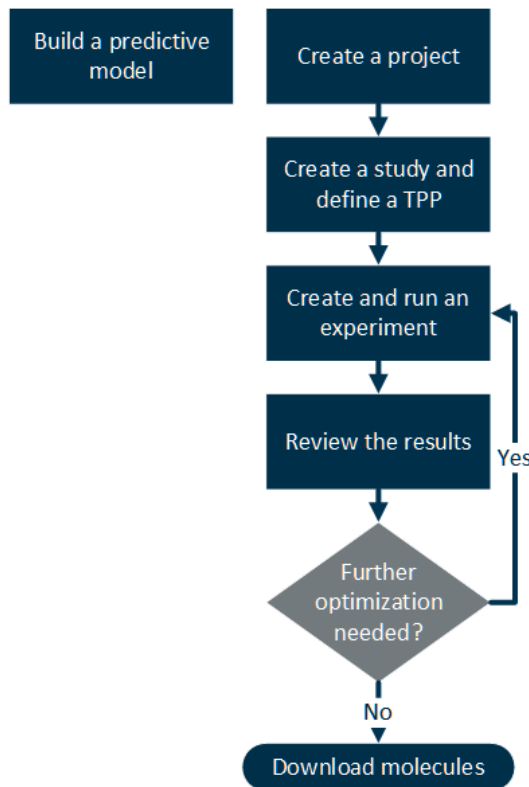 Build a predictive
model
Create a project
Create a study and
define a TPP
Create and run an
experiment
Review the results
Yes
Further
optimization
needed?
No
Download molecules